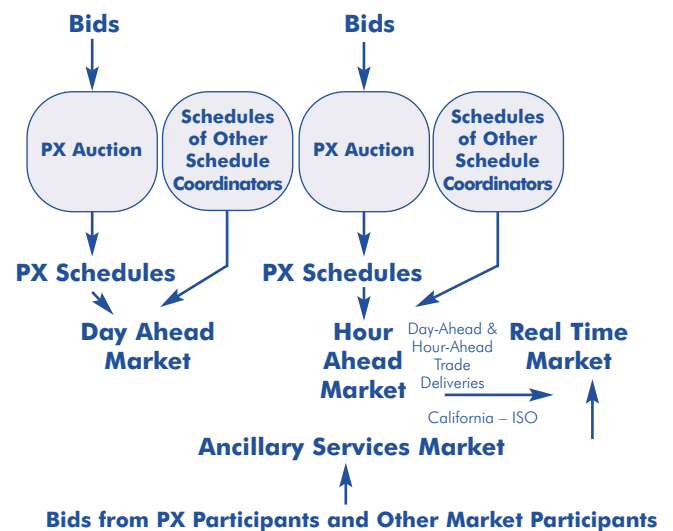 Bids
Bids
PX Auction
Schedules
of Other
Schedule
Coordinators
PX Auction
Schedules
of Other
Schedule
Coordinators
PX Schedules
PX Schedules
Day Ahead
Market
Hour
Ahead
Market
Day-Ahead &
Hour-Ahead
Trade
Deliveries
Real Time
Market
California – ISO
Ancillary Services Market
Bids from PX Participants and Other Market Participants